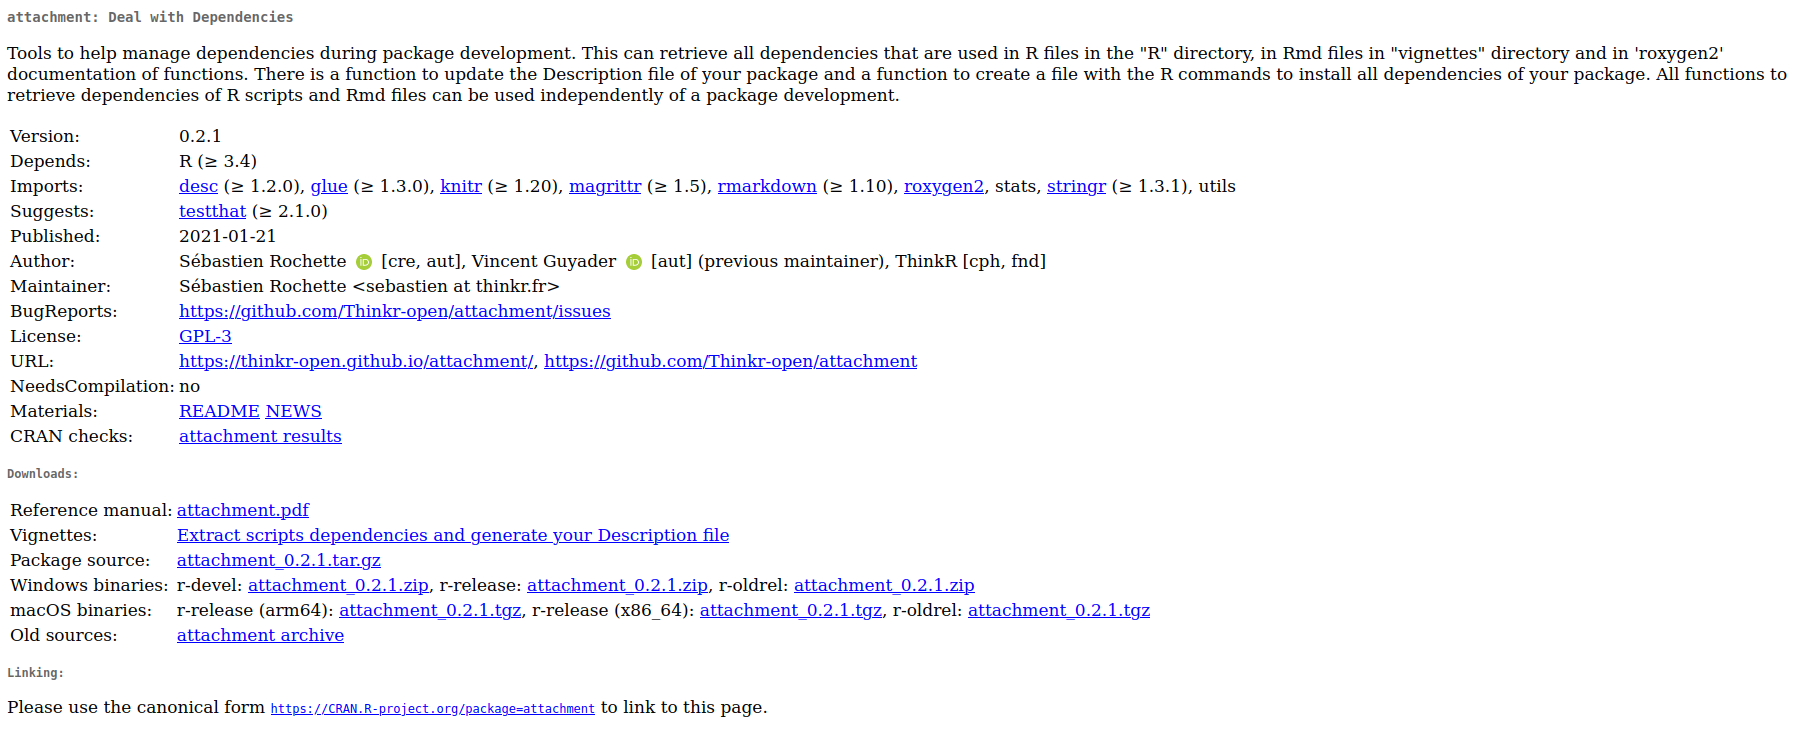 attachment: Deal with Dependencies
Tools to help manage dependencies during package development. This can retrieve all dependencies that are used in R files in the "R" directory, in Rmd files in "vignettes" directory and in 'roxygen2'
documentation of functions. There is a function to update the Description file of your package and a function to create a file with the R commands to install all dependencies of your package. All functions to
retrieve dependencies of R scripts and Rmd files can be used independently of a package development.
Version: 0.2.1
Depends: R (≥ 3.4)
Imports: desc (≥ 1.2.0), glue (≥ 1.3.0), knitr (≥ 1.20), magrittr (≥ 1.5), rmarkdown (≥ 1.10), roxygen2, stats, stringr (≥ 1.3.1), utils
Suggests: testthat (≥ 2.1.0)
Published: 2021-01-21
Author: Sébastien Rochette iD [cre, aut], Vincent Guyader iD [aut] (previous maintainer), ThinkR [cph, fnd]
Maintainer: Sébastien Rochette <sebastien at thinkr.fr>
BugReports: https://github.com/Thinkr-open/attachment/issues
License: GPL-3
URL: https://thinkr-open.github.io/attachment/, https://github.com/Thinkr-open/attachment
NeedsCompilation: no
Materials: README NEWS
CRAN checks: attachment results
Downloads:
Reference manual: attachment.pdf
Vignettes: Extract scripts dependencies and generate your Description file
Package source: attachment_0.2.1.tar.gz
Windows binaries: r-devel: attachment_0.2.1.zip, r-release: attachment_0.2.1.zip, r-oldrel: attachment_0.2.1.zip
macOS binaries: r-release (arm64): attachment_0.2.1.tgz, r-release (x86_64): attachment_0.2.1.tgz, r-oldrel: attachment_0.2.1.tgz
Old sources: attachment archive
Linking:
Please use the canonical form https://CRAN.R-project.org/package=attachment to link to this page.